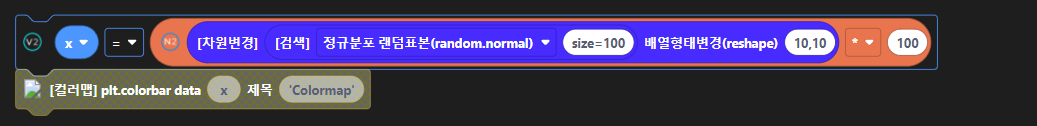 V2 x = N2 [차원변경] [검색] 정규분포 랜덤표본(random.normal) size=100 배열형태변경(reshape) 10,10 * 100
[컬러맵] plt.colorbar data x 제목 'Colormap'